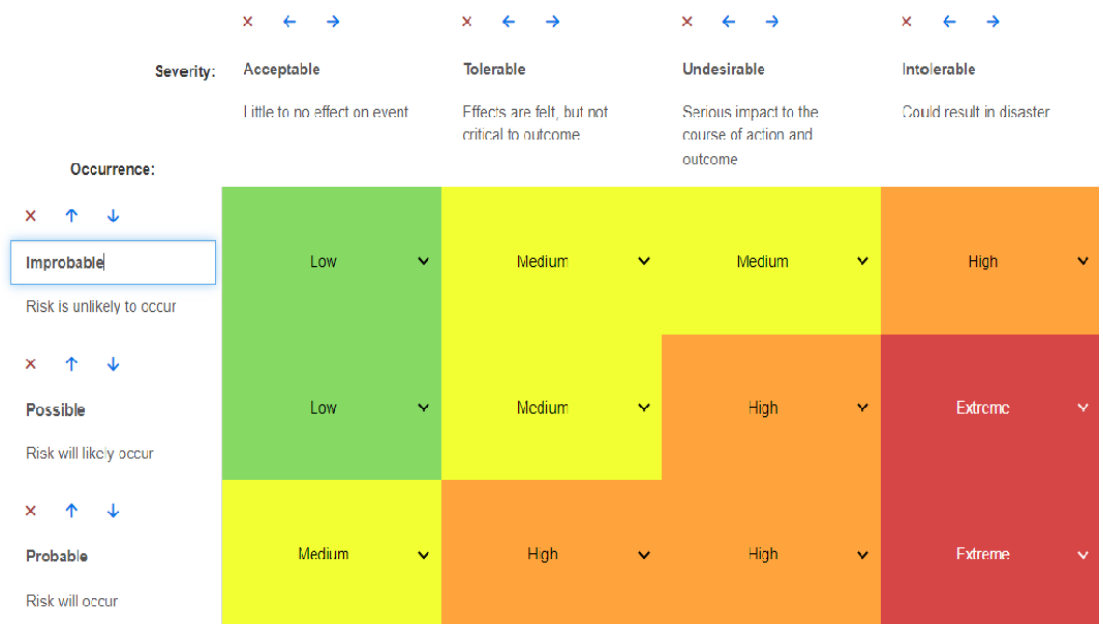 Severity:
Acceptable
Tolerable
Undesirable
Intolerable
Little to no effect on event
Effects are felt, but not
critical to outcome
Serious impact to the
course of action and
outcome
Could result in disaster
Occurrence:
Improbable
Risk is unlikely to occur
Low
Medium
Medium
High
Possible
Risk will likely occur
Low
Medium
High
Extreme
Probable
Risk will occur
Medium
High
High
Extreme